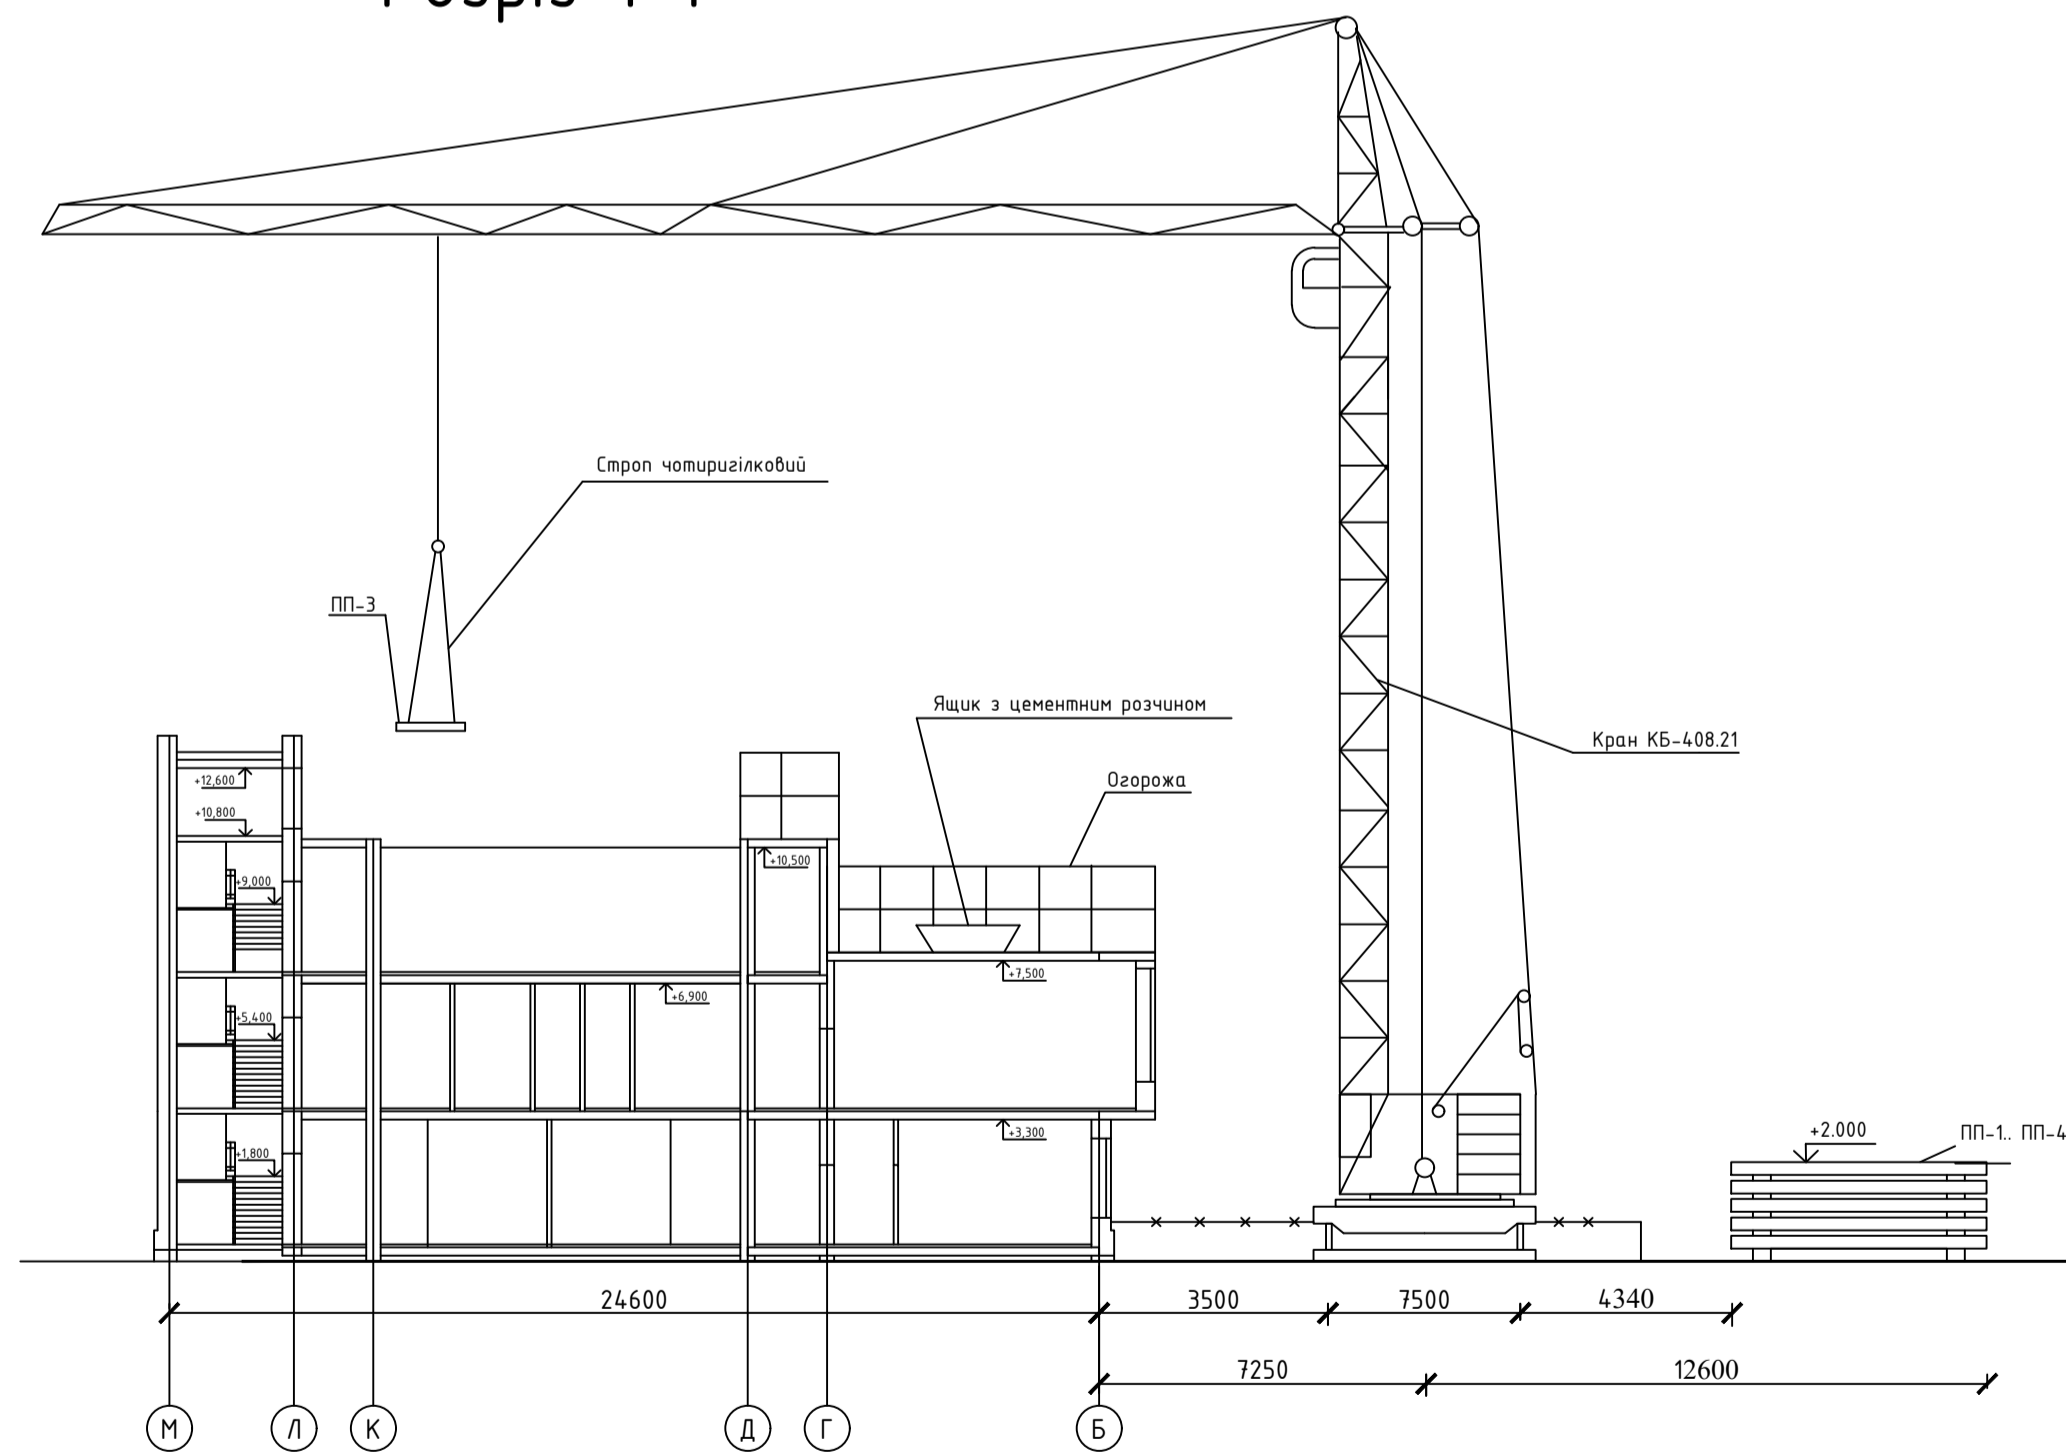 Строп чотиригілковий
ПП-3
Ящик з цементним розчином
Кран КБ-408.21
Огорожа
+12,600
+10,800
+10,500
+9,000
+7,500
+6,900
+5,400
+3,300
+1,800
+2.000
ПП-1.. ПП-4
24600
3500
7500
4340
7250
12600
М
Л
К
Д
Г
Б